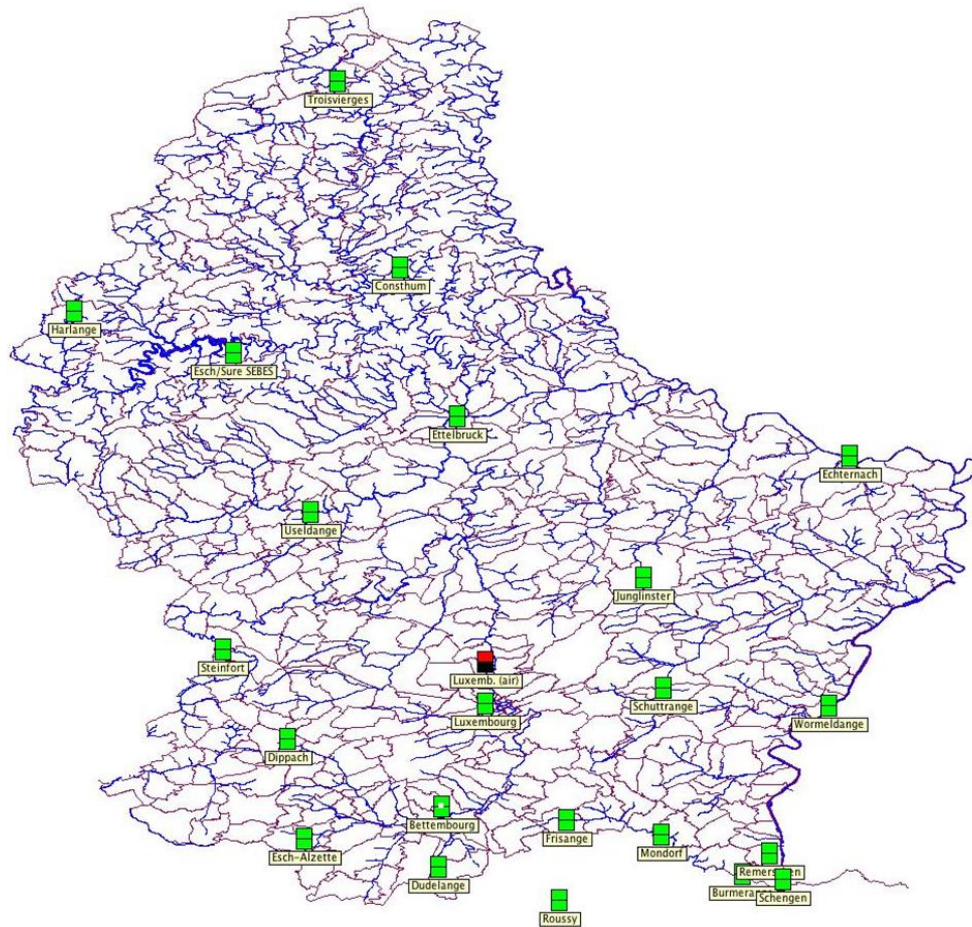 Troisvierges
Consthum
Harlange
Esch/Sure SEBES
Ettelbruck
Echternach
Useldange
Junglinster
Steinfort
Luxemb. (air)
Schuttrange
Luxembourg
Wormeldange
Dippach
Bettembourg
Frisange
Mondorf
Esch-Alzette
Dudelange
Schengen
Roussy